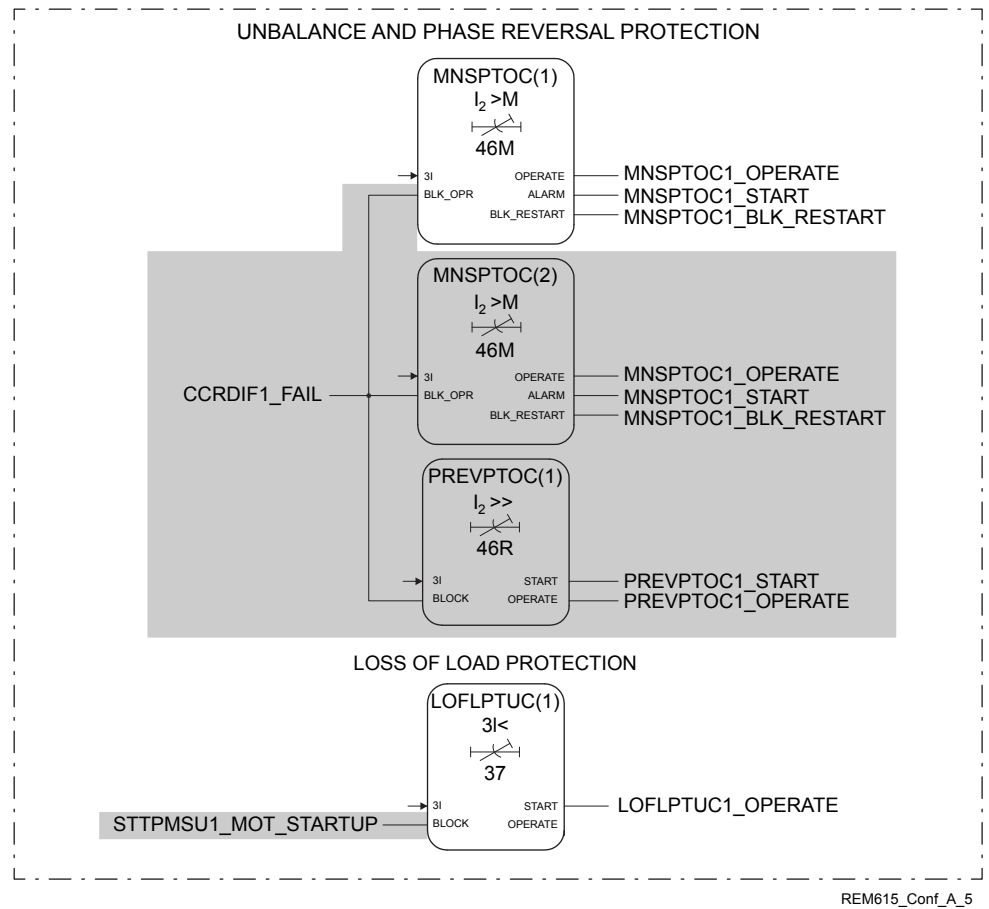 UNBALANCE AND PHASE REVERSAL PROTECTION
MNSPTOC(1)
I2 >M
46M
3I OPERATE MNSPTOC1_OPERATE
BLK_OPR ALARM MNSPTOC1_START
BLK_RESTART MNSPTOC1_BLK_RESTART
MNSPTOC(2)
I2 >M
46M
3I OPERATE MNSPTOC1_OPERATE
CCRDIF1_FAIL BLK_OPR ALARM MNSPTOC1_START
BLK_RESTART MNSPTOC1_BLK_RESTART
PREVPTOC(1)
I2 >>
46R
3I START PREVPTOC1_START
BLOCK OPERATE PREVPTOC1_OPERATE
LOSS OF LOAD PROTECTION
LOFLPTUC(1)
3I<
37
3I START LOFLPTUC1_OPERATE
STTPMSU1_MOT_STARTUP BLOCK OPERATE
REM615_Conf_A_5